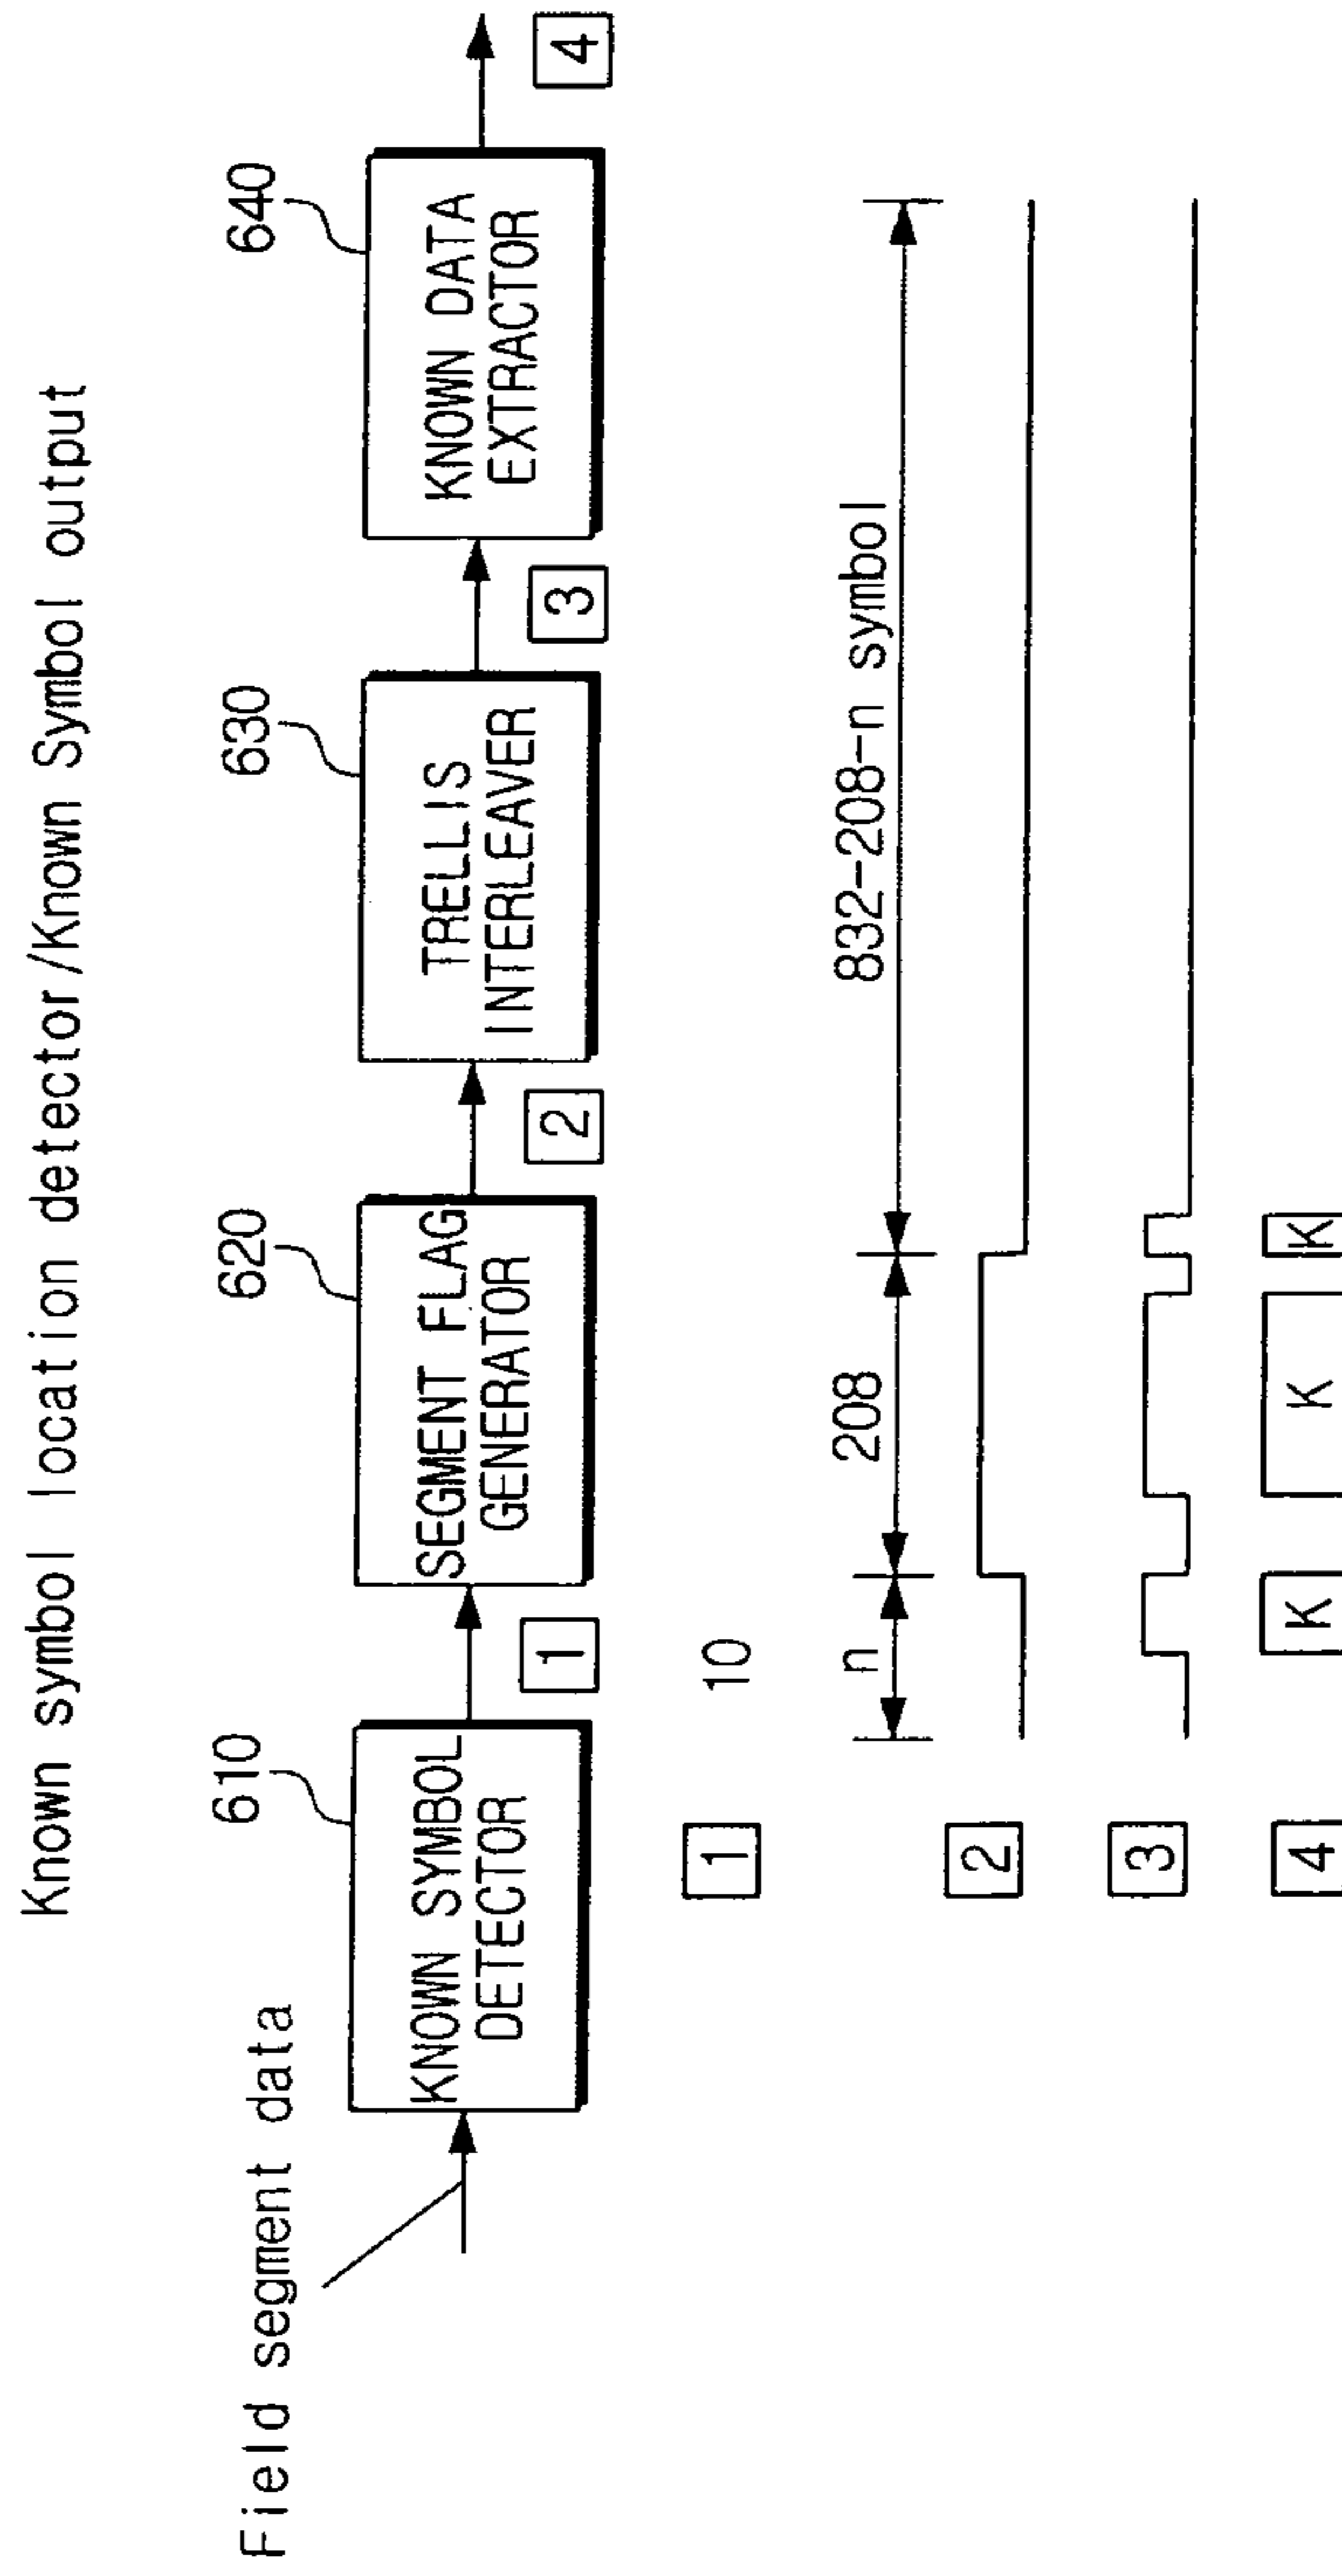 Known symbol location detector/Known Symbol output
Field segment data
610
KNOWN SYMBOL
DETECTOR
1
620
SEGMENT FLAG
GENERATOR
2
630
TRELLIS
INTERLEAVER
3
640
KNOWN DATA
EXTRACTOR
4
1
10
n
208
832-208-n symbol
2
3
4
K
K
K